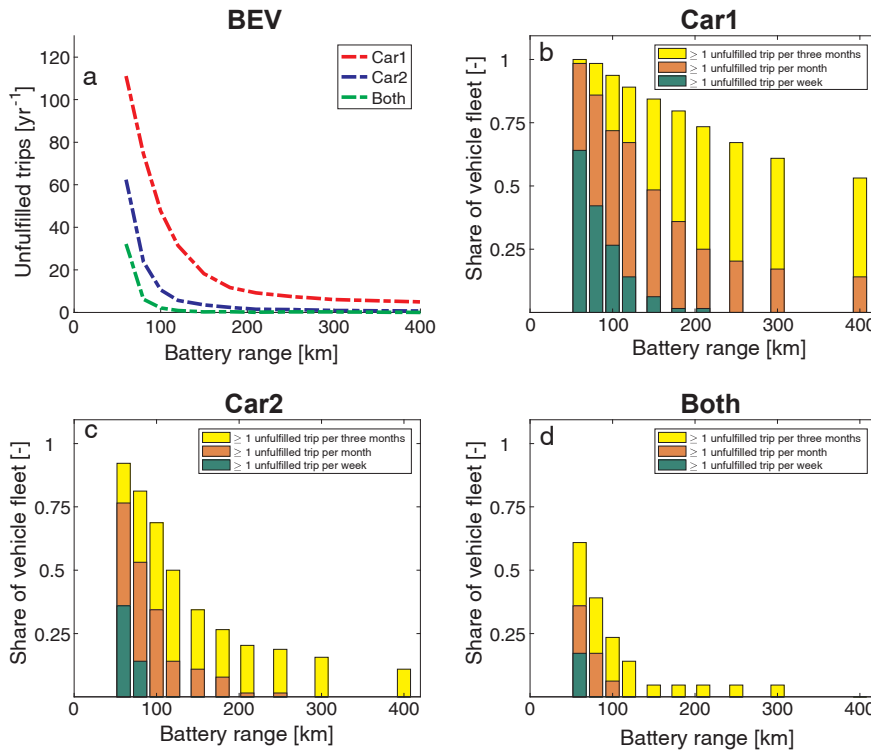 BEV
a
120
100
80
60
40
20
0
Unfulfilled trips [yr⁻¹]
Car1
Car2
Both
0
100
200
300
400
Battery range [km]
Car1
b
1
0.75
0.5
0.25
Share of vehicle fleet [-]
≥ 1 unfulfilled trip per three months
≥ 1 unfulfilled trip per month
≥ 1 unfulfilled trip per week
0
100
200
300
400
Battery range [km]
Car2
c
1
0.75
0.5
0.25
Share of vehicle fleet [-]
≥ 1 unfulfilled trip per three months
≥ 1 unfulfilled trip per month
≥ 1 unfulfilled trip per week
0
100
200
300
400
Battery range [km]
Both
d
1
0.75
0.5
0.25
Share of vehicle fleet [-]
≥ 1 unfulfilled trip per three months
≥ 1 unfulfilled trip per month
≥ 1 unfulfilled trip per week
0
100
200
300
400
Battery range [km]